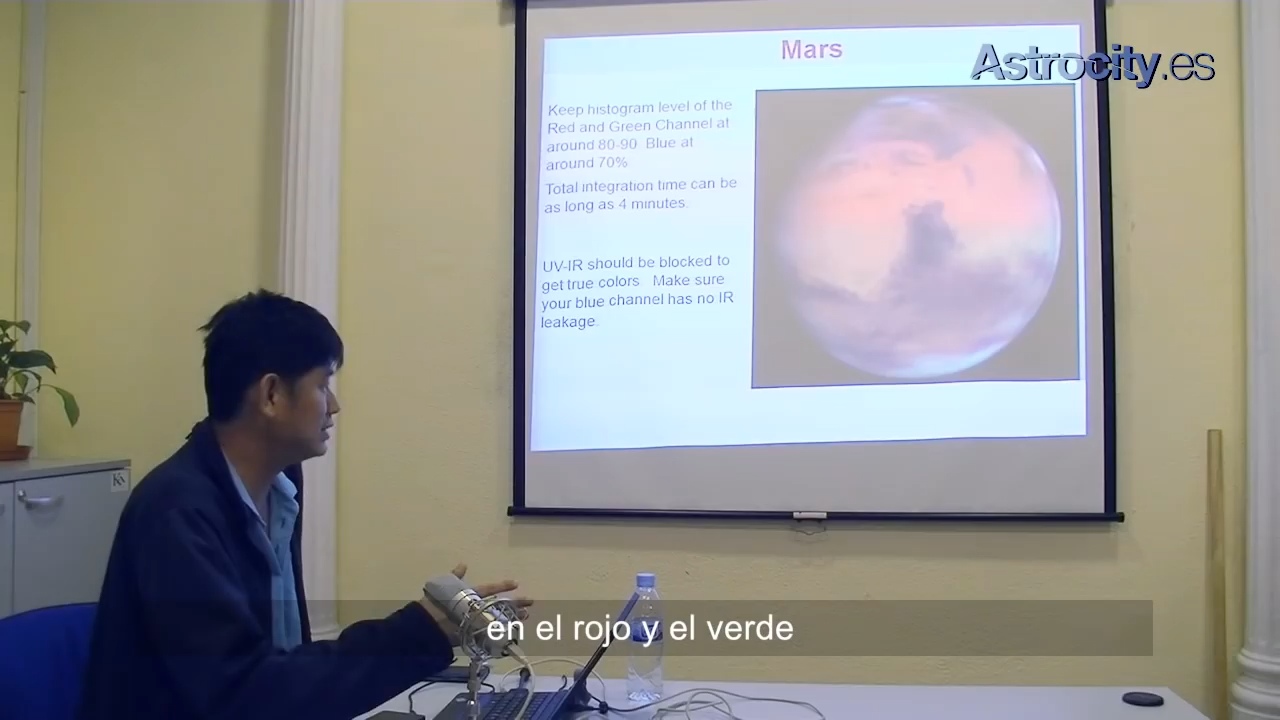 Mars
Astrocity.es
Keep histogram level of the
Red and Green Channel at
around 80-90. Blue at
around 70%
Total integration time can be
as long as 4 minutes.
UV-IR should be blocked to
get true colors. Make sure
your blue channel has no IR
leakage.
en el rojo y el verde